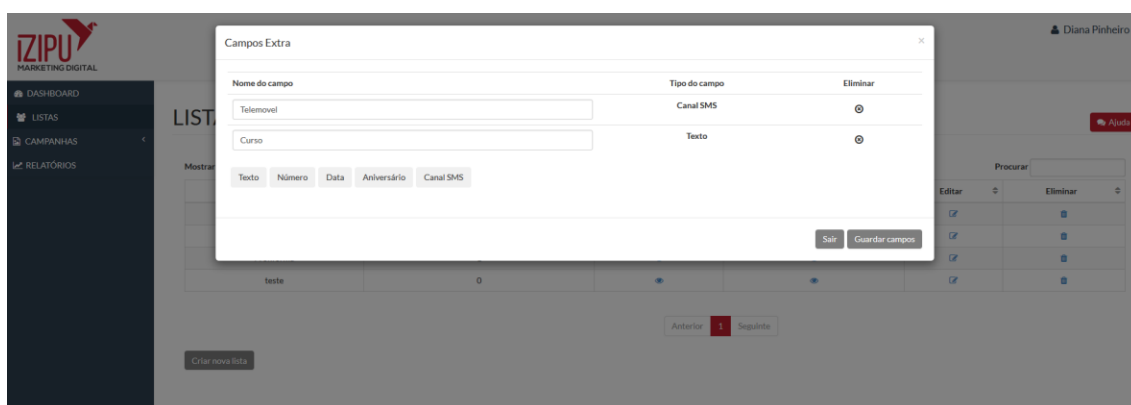 IZIPU
MARKETING DIGITAL
Diana Pinheiro
Campos Extra
×
Nome do campo Tipo do campo Eliminar
Telemovel Canal SMS
Curso Texto
Texto Número Data Aniversário Canal SMS
Sair Guardar campos
DASHBOARD
LISTAS
CAMPANHAS
RELATÓRIOS
LIST
Ajuda
Mostrar Procurar
Editar Eliminar
teste 0
Anterior 1 Seguinte
Criar nova lista